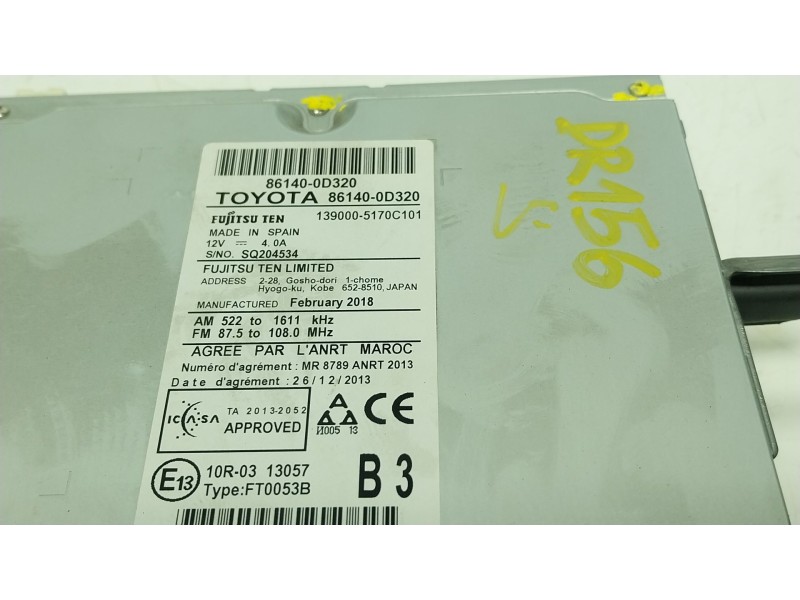 86140-0D320
TOYOTA 86140-0D320
FUJITSU TEN 139000-5170C101
MADE IN SPAIN
12V ⎓ 4.0A
S/NO. SQ204534
FUJITSU TEN LIMITED
ADDRESS 2-28, Gosho-dori 1-chome
Hyogo-ku, Kobe 652-8510, JAPAN
MANUFACTURED February 2018
AM 522 to 1611 kHz
FM 87.5 to 108.0 MHz
AGREE PAR L'ANRT MAROC
Numéro d'agrément: MR 8789 ANRT 2013
Date d'agrément: 26/12/2013
ICASA TA 2013-2052
APPROVED
И005 13
CE
E13 10R-03 13057
Type:FT0053B
B3
DR156